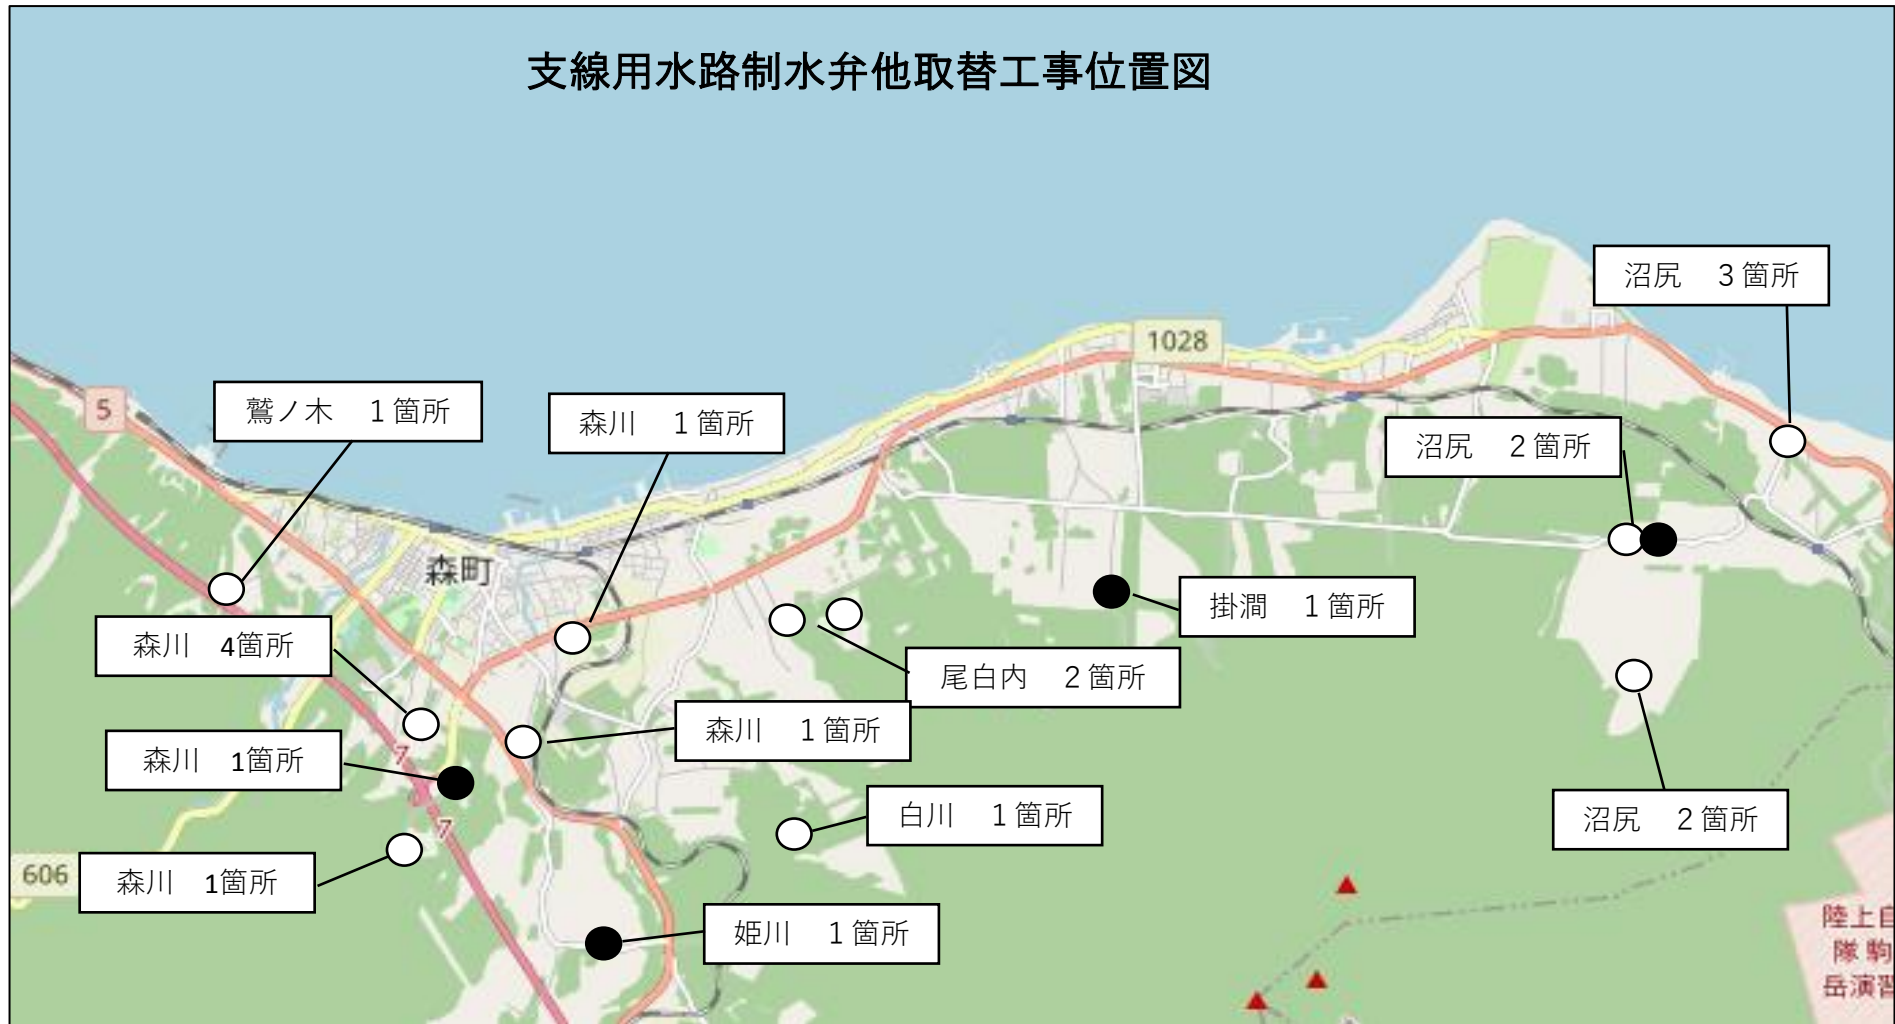 支線用水路制水弁他取替工事位置図
沼尻　３箇所
1028
5
鷲ノ木　１箇所
森川　１箇所
沼尻　２箇所
森町
掛澗　１箇所
森川　4箇所
尾白内　２箇所
森川　１箇所
7
森川　1箇所
白川　１箇所
沼尻　２箇所
7
606
森川　1箇所
姫川　１箇所
陸上自
隊 駒
岳演習